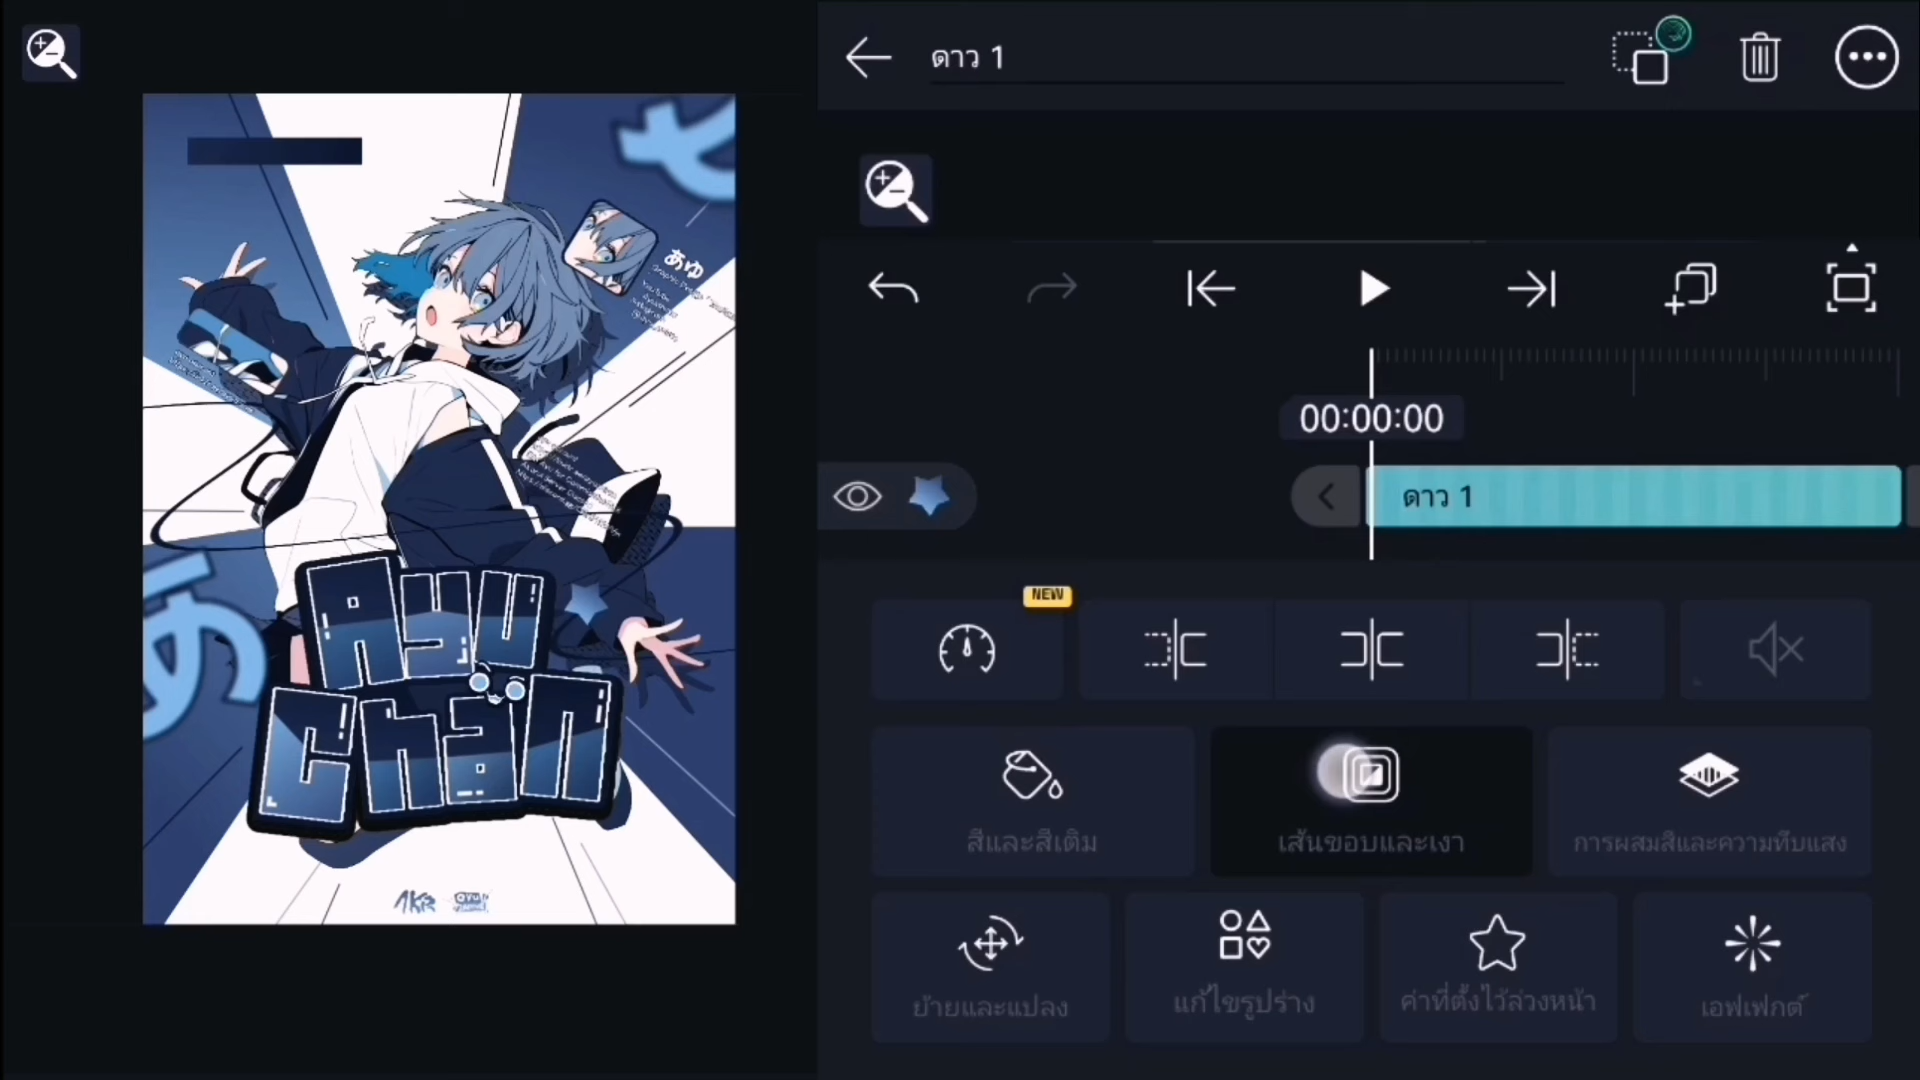 ดาว 1
あゆ
せ
あ
Ayu
chan
00:00:00
ดาว 1
NEW
สีและสีเติม
เส้นขอบและเงา
การผสมสีและความทึบแสง
ย้ายและแปลง
แก้ไขรูปร่าง
ค่าที่ตั้งไว้ล่วงหน้า
เอฟเฟกต์